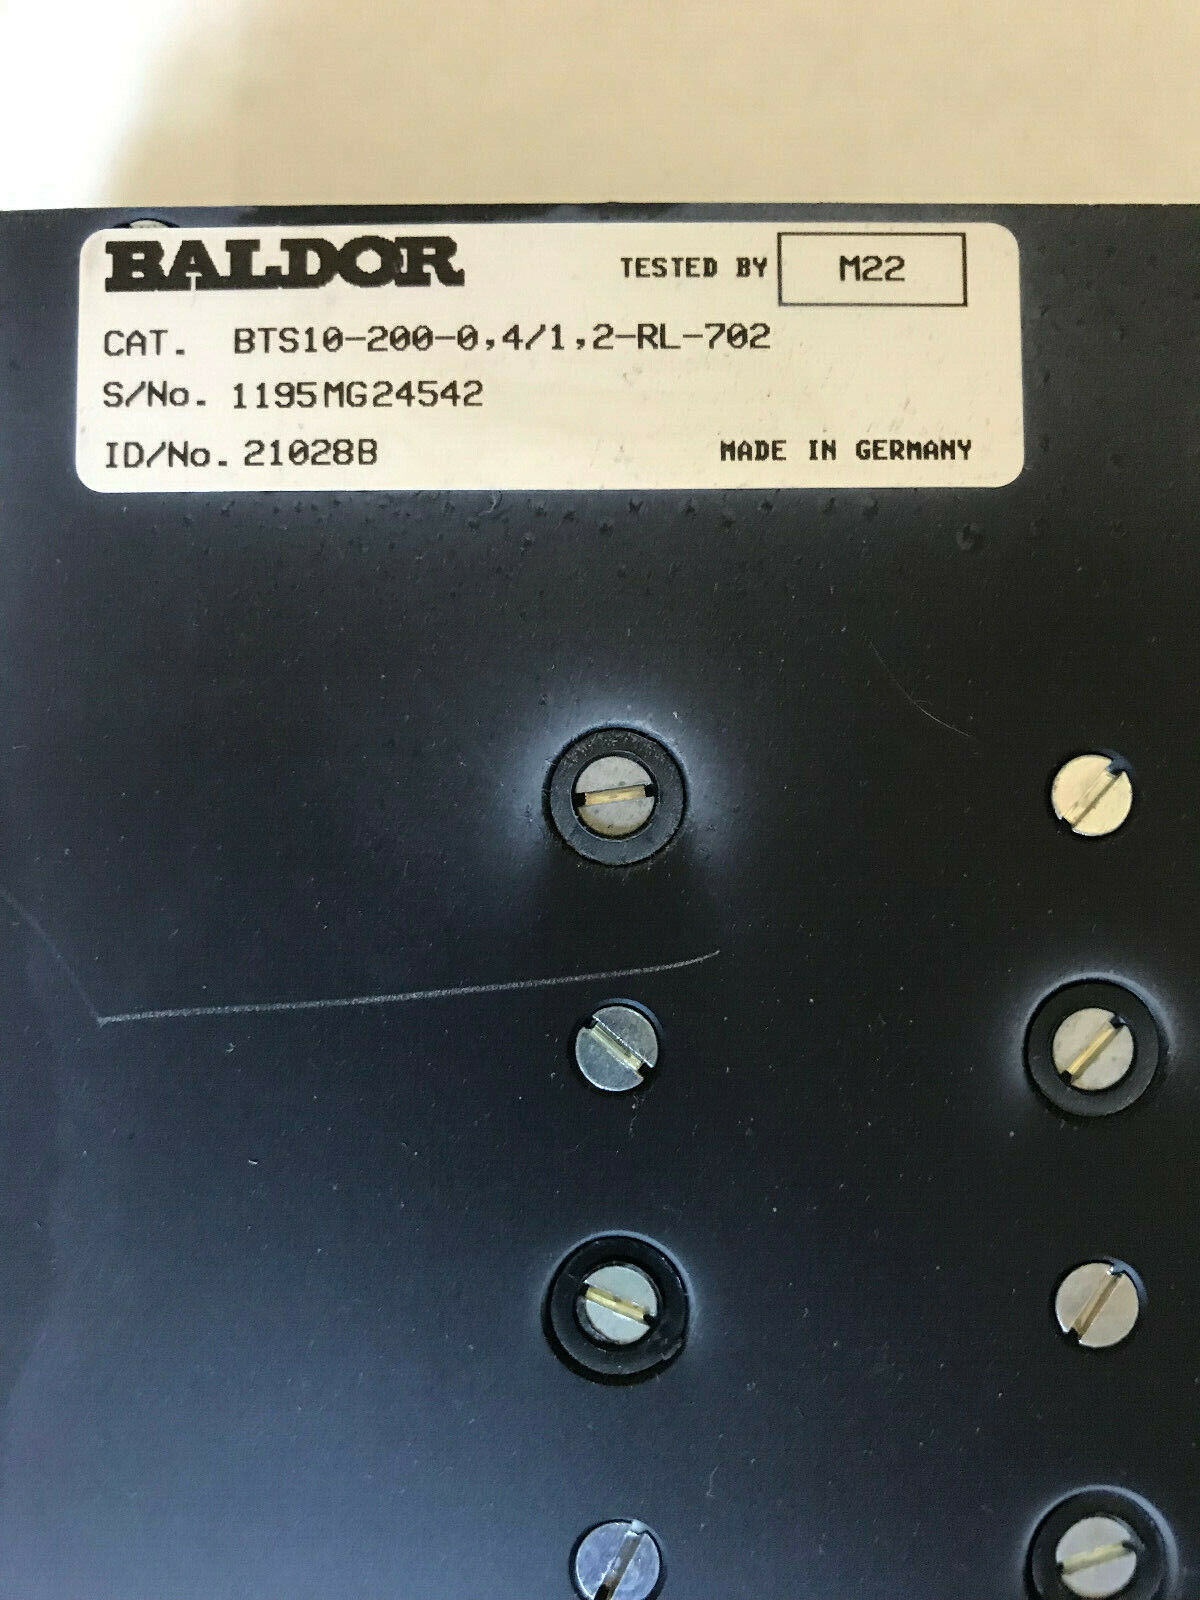 BALDOR
TESTED BY M22
CAT. BTS10-200-0,4/1,2-RL-702
S/No. 1195MG24542
ID/No. 21028B
MADE IN GERMANY